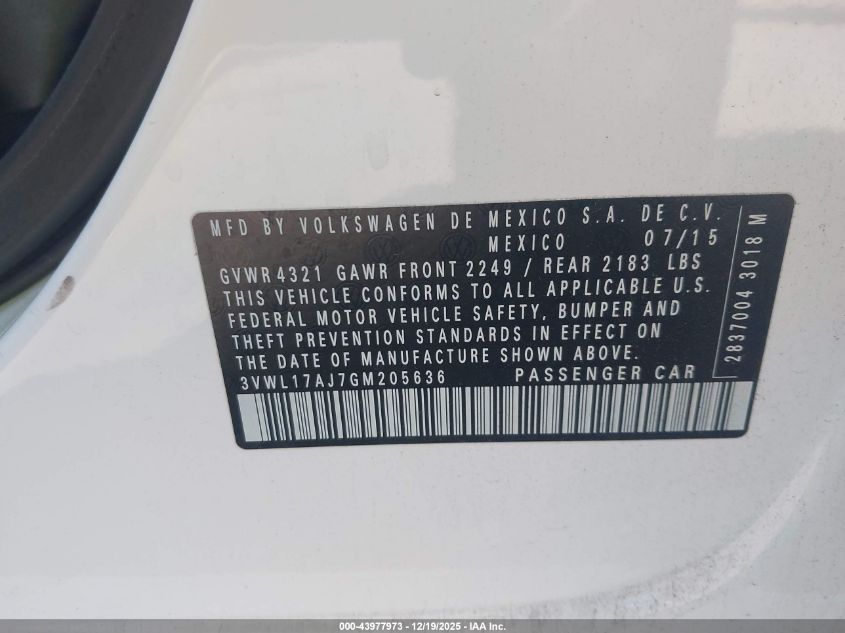 MFD BY VOLKSWAGEN DE MEXICO S.A. DE C.V.
MEXICO 07/15
GVWR 4321 GAWR FRONT 2249 / REAR 2183 LBS
THIS VEHICLE CONFORMS TO ALL APPLICABLE U.S.
FEDERAL MOTOR VEHICLE SAFETY, BUMPER AND
THEFT PREVENTION STANDARDS IN EFFECT ON
THE DATE OF MANUFACTURE SHOWN ABOVE.
3VWL17AJ7GM205636 PASSENGER CAR
2837004 3018 M
000-43977973 - 12/19/2025 - IAA Inc.